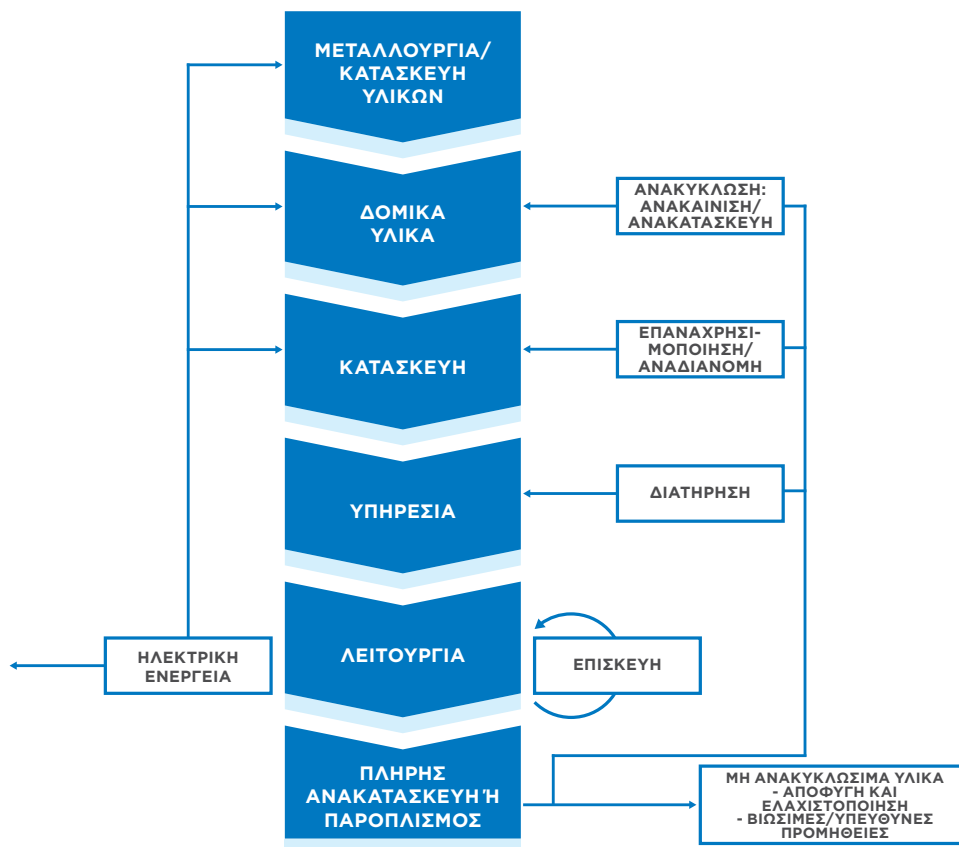 ΜΕΤΑΛΛΟΥΡΓΙΑ/
ΚΑΤΑΣΚΕΥΗ
ΥΛΙΚΩΝ
ΔΟΜΙΚΑ
ΥΛΙΚΑ
ΑΝΑΚΥΚΛΩΣΗ:
ΑΝΑΚΑΙΝΙΣΗ/
ΑΝΑΚΑΤΑΣΚΕΥΗ
ΚΑΤΑΣΚΕΥΗ
ΕΠΑΝΑΧΡΗΣΙ-
ΜΟΠΟΙΗΣΗ/
ΑΝΑΔΙΑΝΟΜΗ
ΥΠΗΡΕΣΙΑ
ΔΙΑΤΗΡΗΣΗ
ΗΛΕΚΤΡΙΚΗ
ΕΝΕΡΓΕΙΑ
ΛΕΙΤΟΥΡΓΙΑ
ΕΠΙΣΚΕΥΗ
ΠΛΗΡΗΣ
ΑΝΑΚΑΤΑΣΚΕΥΗ Ή
ΠΑΡΟΠΛΙΣΜΟΣ
ΜΗ ΑΝΑΚΥΚΛΩΣΙΜΑ ΥΛΙΚΑ
- ΑΠΟΦΥΓΗ ΚΑΙ
ΕΛΑΧΙΣΤΟΠΟΙΗΣΗ
- ΒΙΩΣΙΜΕΣ/ΥΠΕΥΘΥΝΕΣ
ΠΡΟΜΗΘΕΙΕΣ